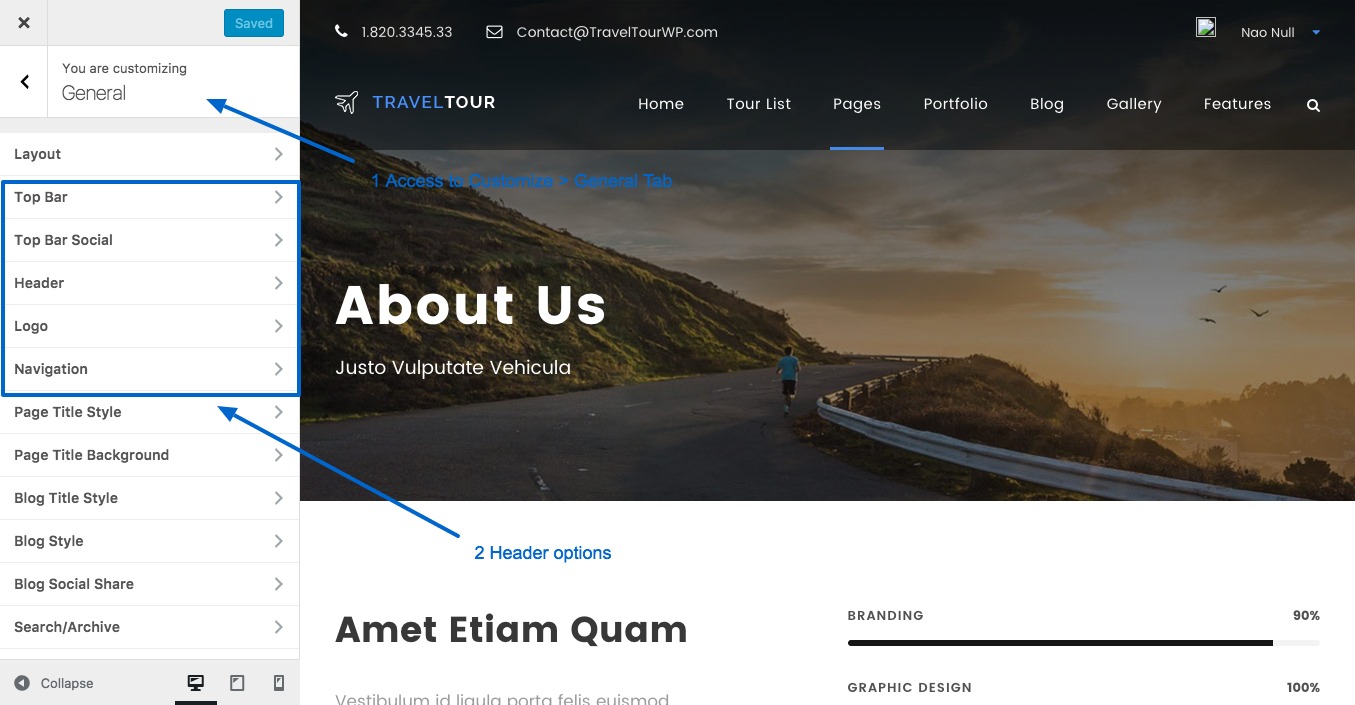 Saved
You are customizing
General
Layout
Top Bar
Top Bar Social
Header
Logo
Navigation
Page Title Style
Page Title Background
Blog Title Style
Blog Style
Blog Social Share
Search/Archive
Collapse
1.820.3345.33 Contact@TravelTourWP.com Nao Null
TRAVELTOUR Home Tour List Pages Portfolio Blog Gallery Features
1 Access to Customize > General Tab
About Us
Justo Vulputate Vehicula
2 Header options
Amet Etiam Quam
Vestibulum id ligula porta felis euismod
BRANDING 90%
GRAPHIC DESIGN 100%